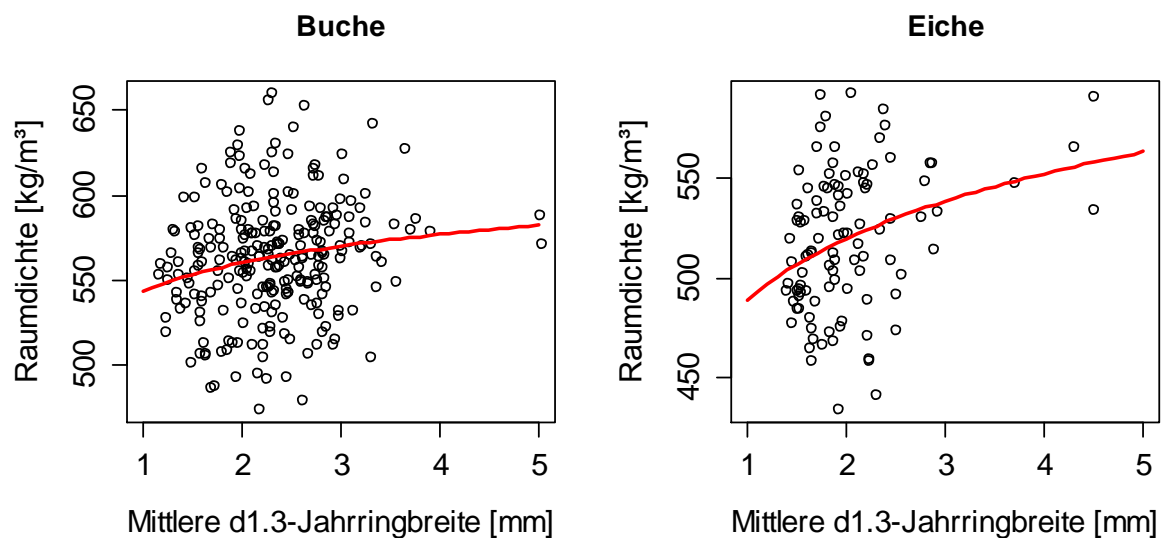 Buche
Raumdichte [kg/m³]
650
600
550
500
1 2 3 4 5
Mittlere d1.3-Jahrringbreite [mm]
Eiche
Raumdichte [kg/m³]
550
500
450
1 2 3 4 5
Mittlere d1.3-Jahrringbreite [mm]